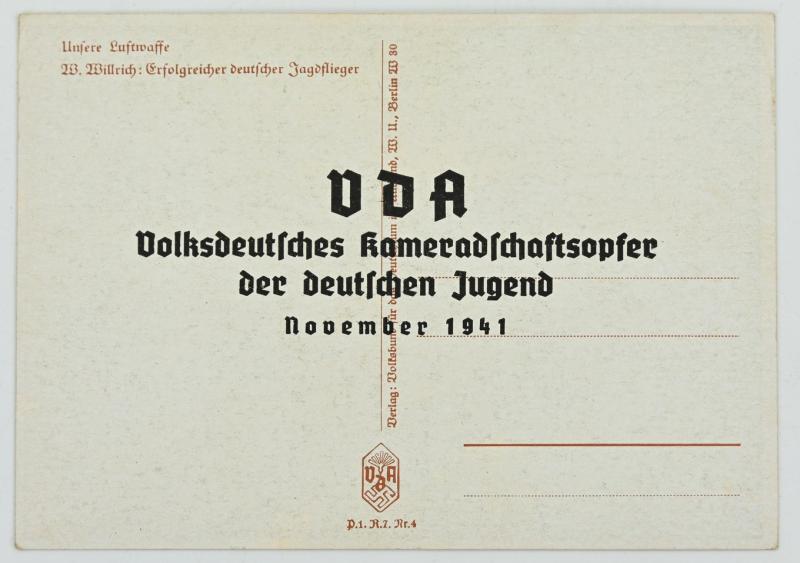 Unsere Luftwaffe
W. Willrich: Erfolgreicher deutscher Jagdflieger
VDA
Volksdeutsches Kameradschaftsopfer
der deutschen Jugend
November 1941
Verlag: Volksbund für das Deutschtum im Ausland, W. U., Berlin W 30
VdA
P.1. R.7. Nr.4